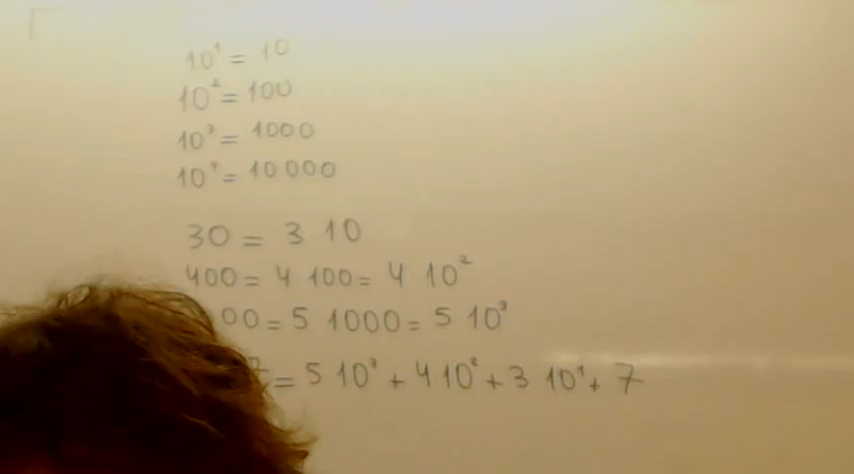 10¹ = 10
10² = 100
10³ = 1000
10⁴ = 10 000
30 = 3 10
400 = 4 100 = 4 10²
00 = 5 1000 = 5 10³
7 = 5 10³ + 4 10² + 3 10¹ + 7